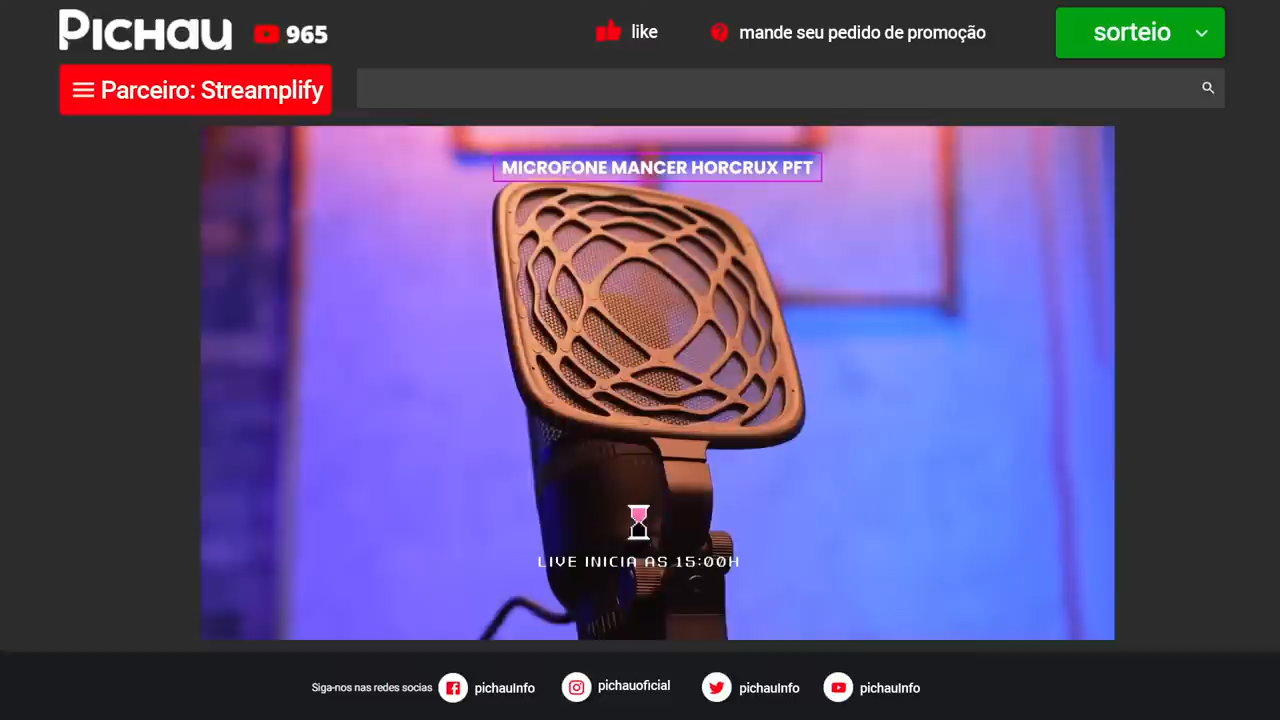 PICHAU
965
like
mande seu pedido de promoção
sorteio
Parceiro: Streamplify
MICROFONE MANCER HORCRUX PFT
LIVE INICIA AS 15:00H
Siga-nos nas redes socias
pichauInfo
pichauoficial
pichauInfo
pichauInfo